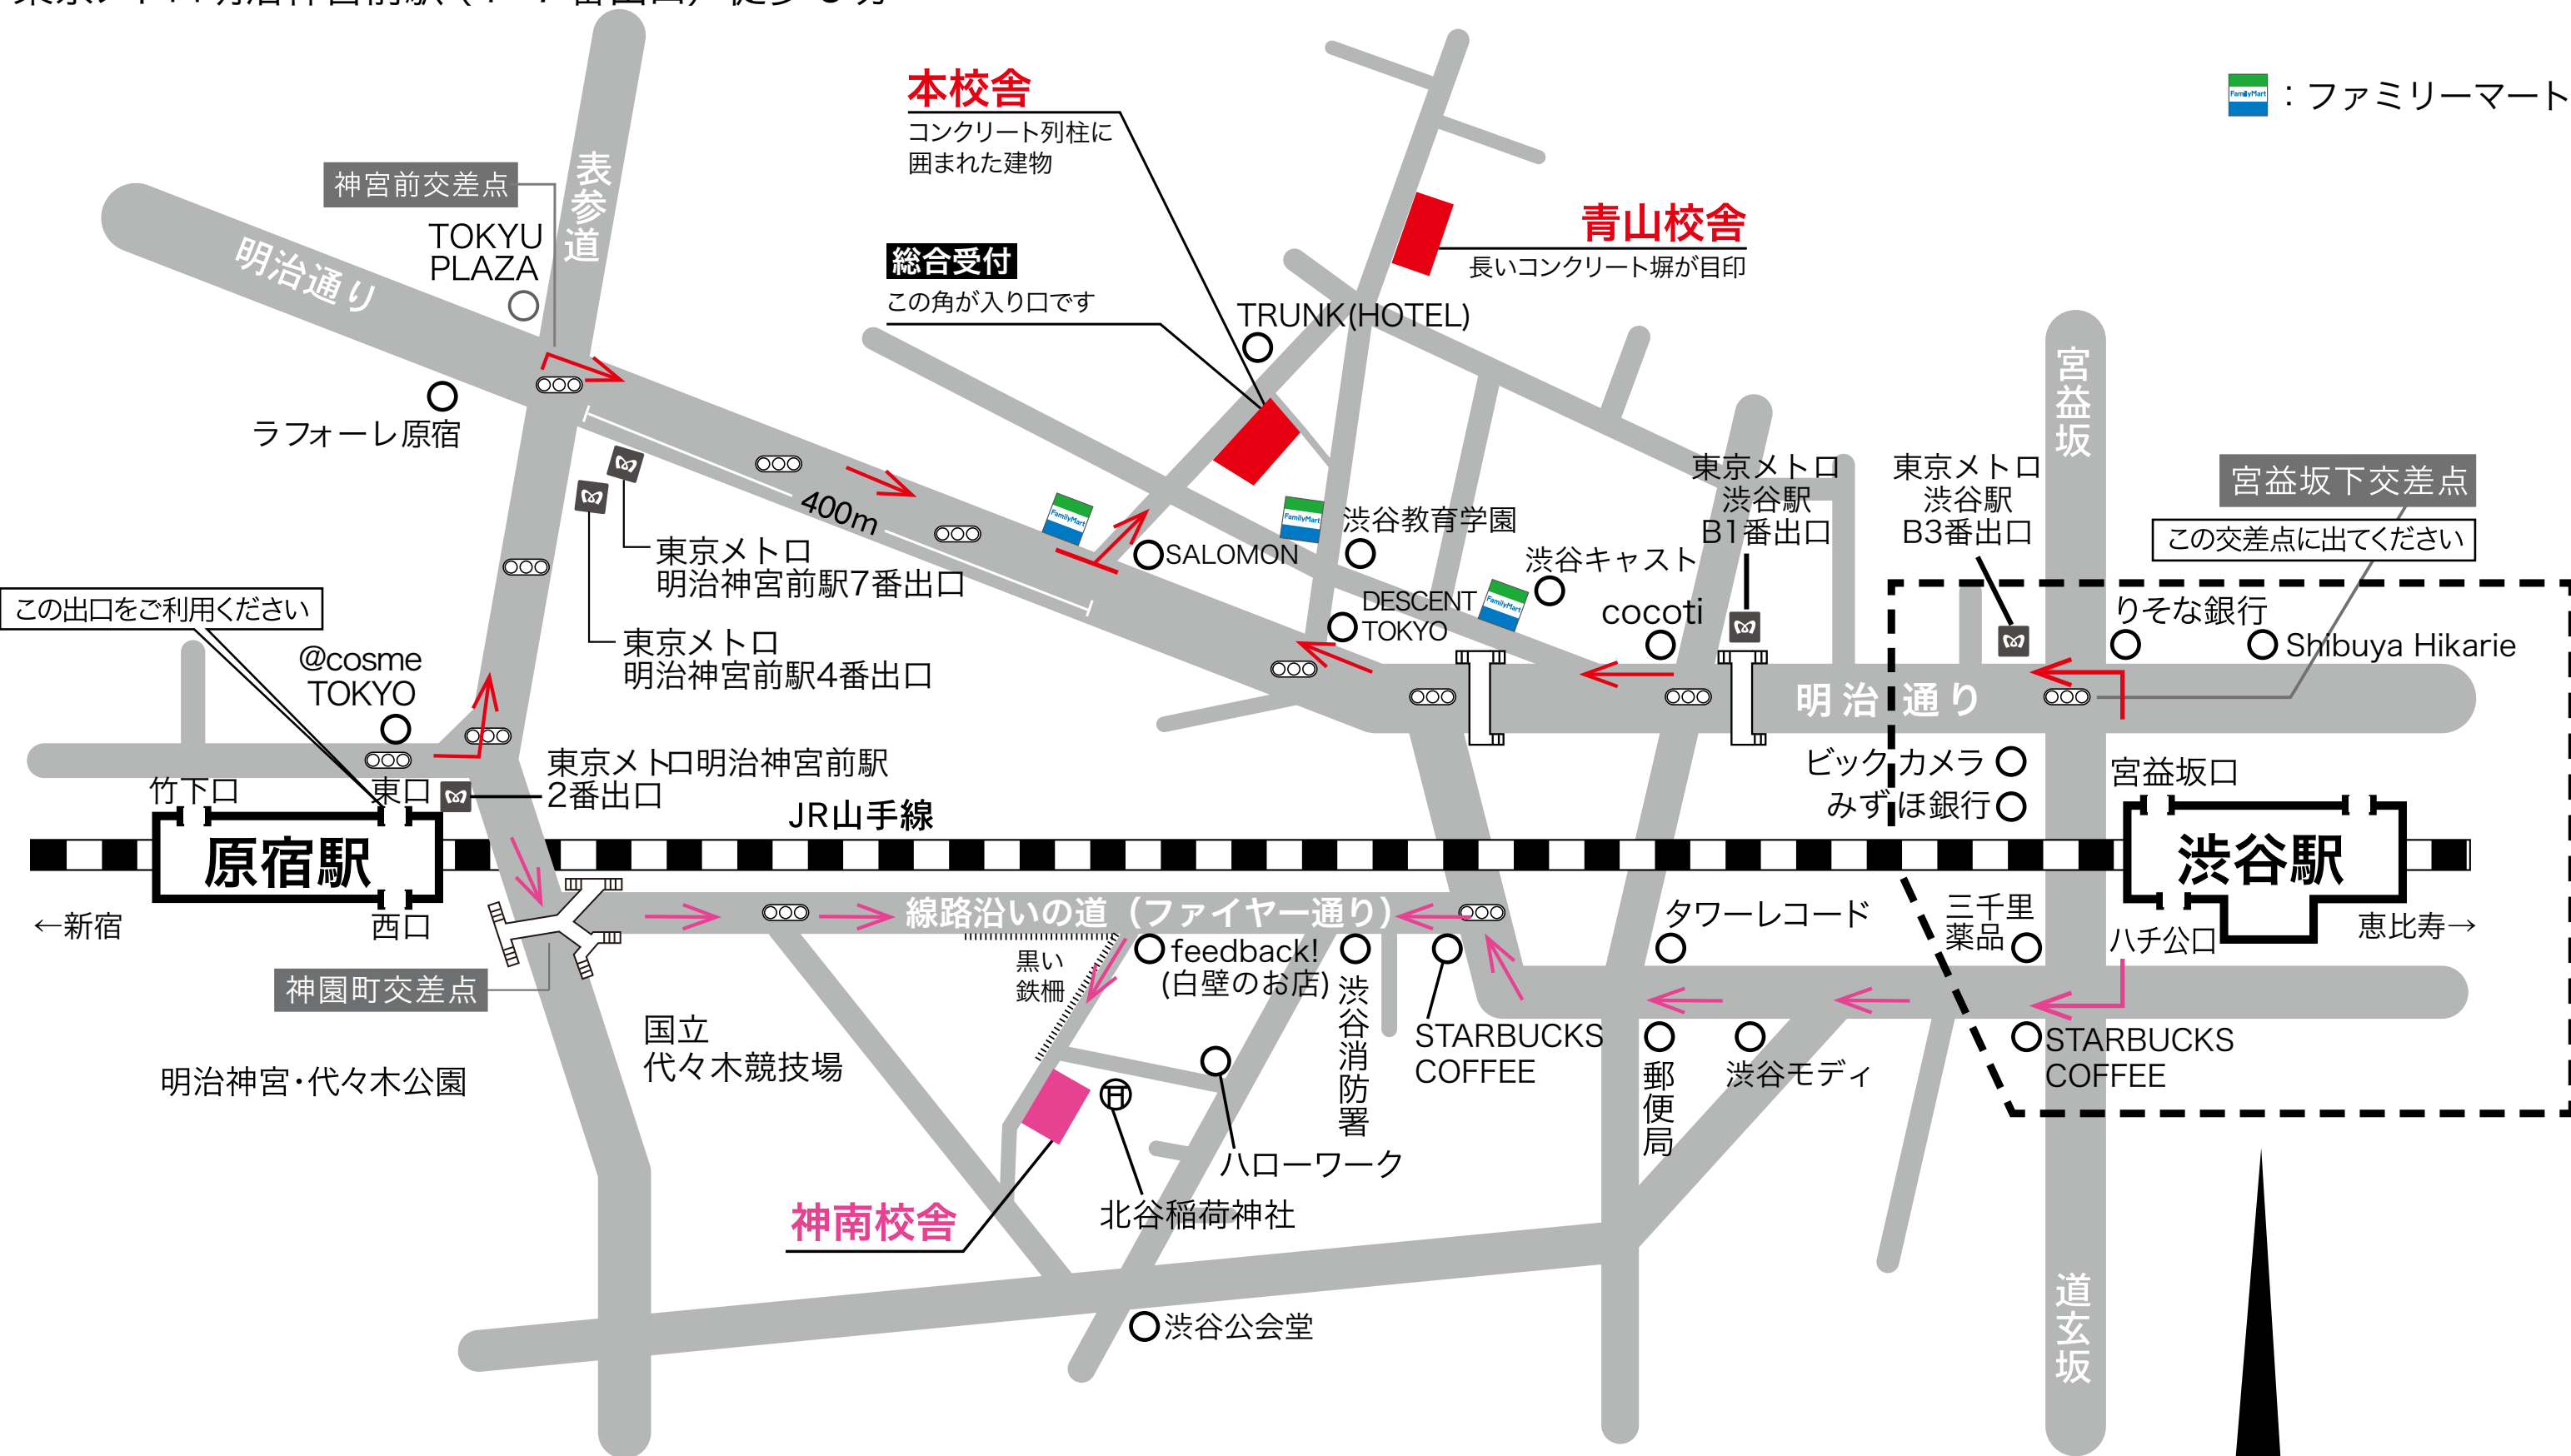 本校舎
コンクリート列柱に
囲まれた建物
FamilyMart
：ファミリーマート
神宮前交差点
表参道
TOKYU
PLAZA
明治通り
青山校舎
長いコンクリート塀が目印
総合受付
この角が入り口です
TRUNK(HOTEL)
宮益坂
ラフォーレ原宿
400m
FamilyMart
SALOMON
FamilyMart
渋谷教育学園
東京メトロ
渋谷駅
B1番出口
東京メトロ
渋谷駅
B3番出口
宮益坂下交差点
この交差点に出てください
東京メトロ
明治神宮前駅7番出口
東京メトロ
明治神宮前駅4番出口
渋谷キャスト
FamilyMart
DESCENT
TOKYO
cocoti
りそな銀行
Shibuya Hikarie
この出口をご利用ください
@cosme
TOKYO
明治通り
竹下口
東口
東京メトロ明治神宮前駅
2番出口
JR山手線
ビックカメラ
みずほ銀行
宮益坂口
原宿駅
渋谷駅
←新宿
西口
線路沿いの道（ファイヤー通り）
タワーレコード
三千里
薬品
ハチ公口
恵比寿→
神園町交差点
黒い
鉄柵
feedback!
(白壁のお店)
渋谷消防署
STARBUCKS
COFFEE
郵便局
渋谷モディ
STARBUCKS
COFFEE
国立
代々木競技場
明治神宮・代々木公園
ハローワーク
北谷稲荷神社
神南校舎
渋谷公会堂
道玄坂